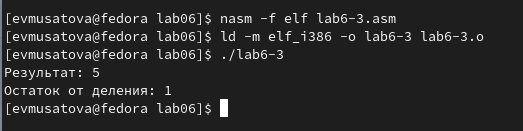 [evmusatova@fedora lab06]$ nasm -f elf lab6-3.asm
[evmusatova@fedora lab06]$ ld -m elf_i386 -o lab6-3 lab6-3.o
[evmusatova@fedora lab06]$ ./lab6-3
Результат: 5
Остаток от деления: 1
[evmusatova@fedora lab06]$